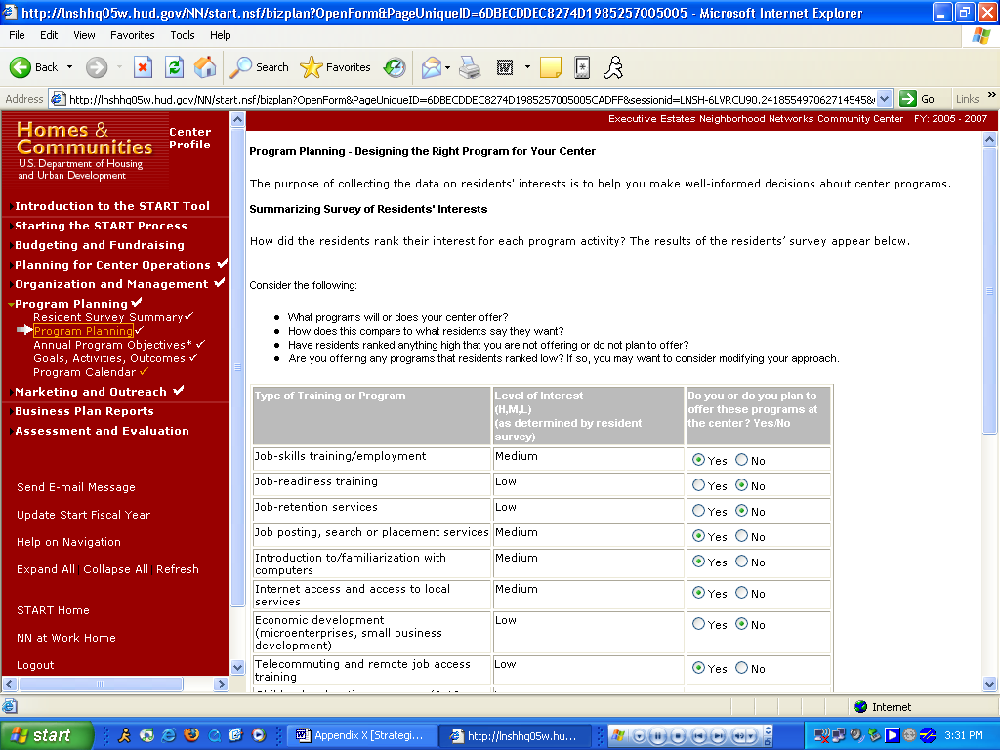 http://lnshhq05w.hud.gov/NN/start.nsf/bizplan?OpenForm&PageUniqueID=6DBECDDEC8274D1985257005005 - Microsoft Internet Explorer
File Edit View Favorites Tools Help
Back Search Favorites
Address http://lnshhq05w.hud.gov/NN/start.nsf/bizplan?OpenForm&PageUniqueID=6DBECDDEC8274D1985257005005CADFF&sessionid=LNSH-6LVRCU90.241855497062714545& Go Links »
Homes & Communities
U.S. Department of Housing
and Urban Development
Center
Profile
Introduction to the START Tool
Starting the START Process
Budgeting and Fundraising
Planning for Center Operations
Organization and Management
Program Planning
Resident Survey Summary
Program Planning
Annual Program Objectives*
Goals, Activities, Outcomes
Program Calendar
Marketing and Outreach
Business Plan Reports
Assessment and Evaluation
Send E-mail Message
Update Start Fiscal Year
Help on Navigation
Expand All Collapse All Refresh
START Home
NN at Work Home
Logout
Executive Estates Neighborhood Networks Community Center FY: 2005 - 2007
Program Planning - Designing the Right Program for Your Center
The purpose of collecting the data on residents' interests is to help you make well-informed decisions about center programs.
Summarizing Survey of Residents' Interests
How did the residents rank their interest for each program activity? The results of the residents' survey appear below.
Consider the following:
What programs will or does your center offer?
How does this compare to what residents say they want?
Have residents ranked anything high that you are not offering or do not plan to offer?
Are you offering any programs that residents ranked low? If so, you may want to consider modifying your approach.
Type of Training or Program
Level of Interest
(H,M,L)
(as determined by resident
survey)
Do you or do you plan to
offer these programs at
the center? Yes/No
Job-skills training/employment Medium Yes No
Job-readiness training Low Yes No
Job-retention services Low Yes No
Job posting, search or placement services Medium Yes No
Introduction to/familiarization with
computers Medium Yes No
Internet access and access to local
services Medium Yes No
Economic development
(microenterprises, small business
development) Low Yes No
Telecommuting and remote job access
training Low Yes No
Internet
start Appendix X [Strategi... http://lnshhq05w.hu... 3:31 PM